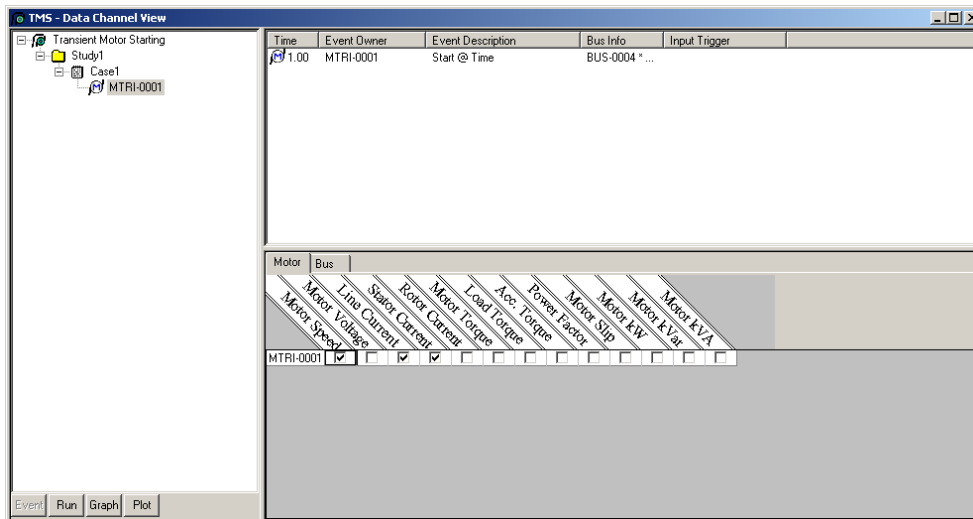 TMS - Data Channel View
Transient Motor Starting
Study1
Case1
MTRI-0001
Time Event Owner Event Description Bus Info Input Trigger
1.00 MTRI-0001 Start @ Time BUS-0004 * ...
Motor Bus
Motor Speed
Motor Voltage
Line Current
Stator Current
Rotor Current
Motor Torque
Load Torque
Acc. Torque
Power Factor
Motor Slip
Motor kW
Motor kVar
Motor kVA
MTRI-0001
Event Run Graph Plot